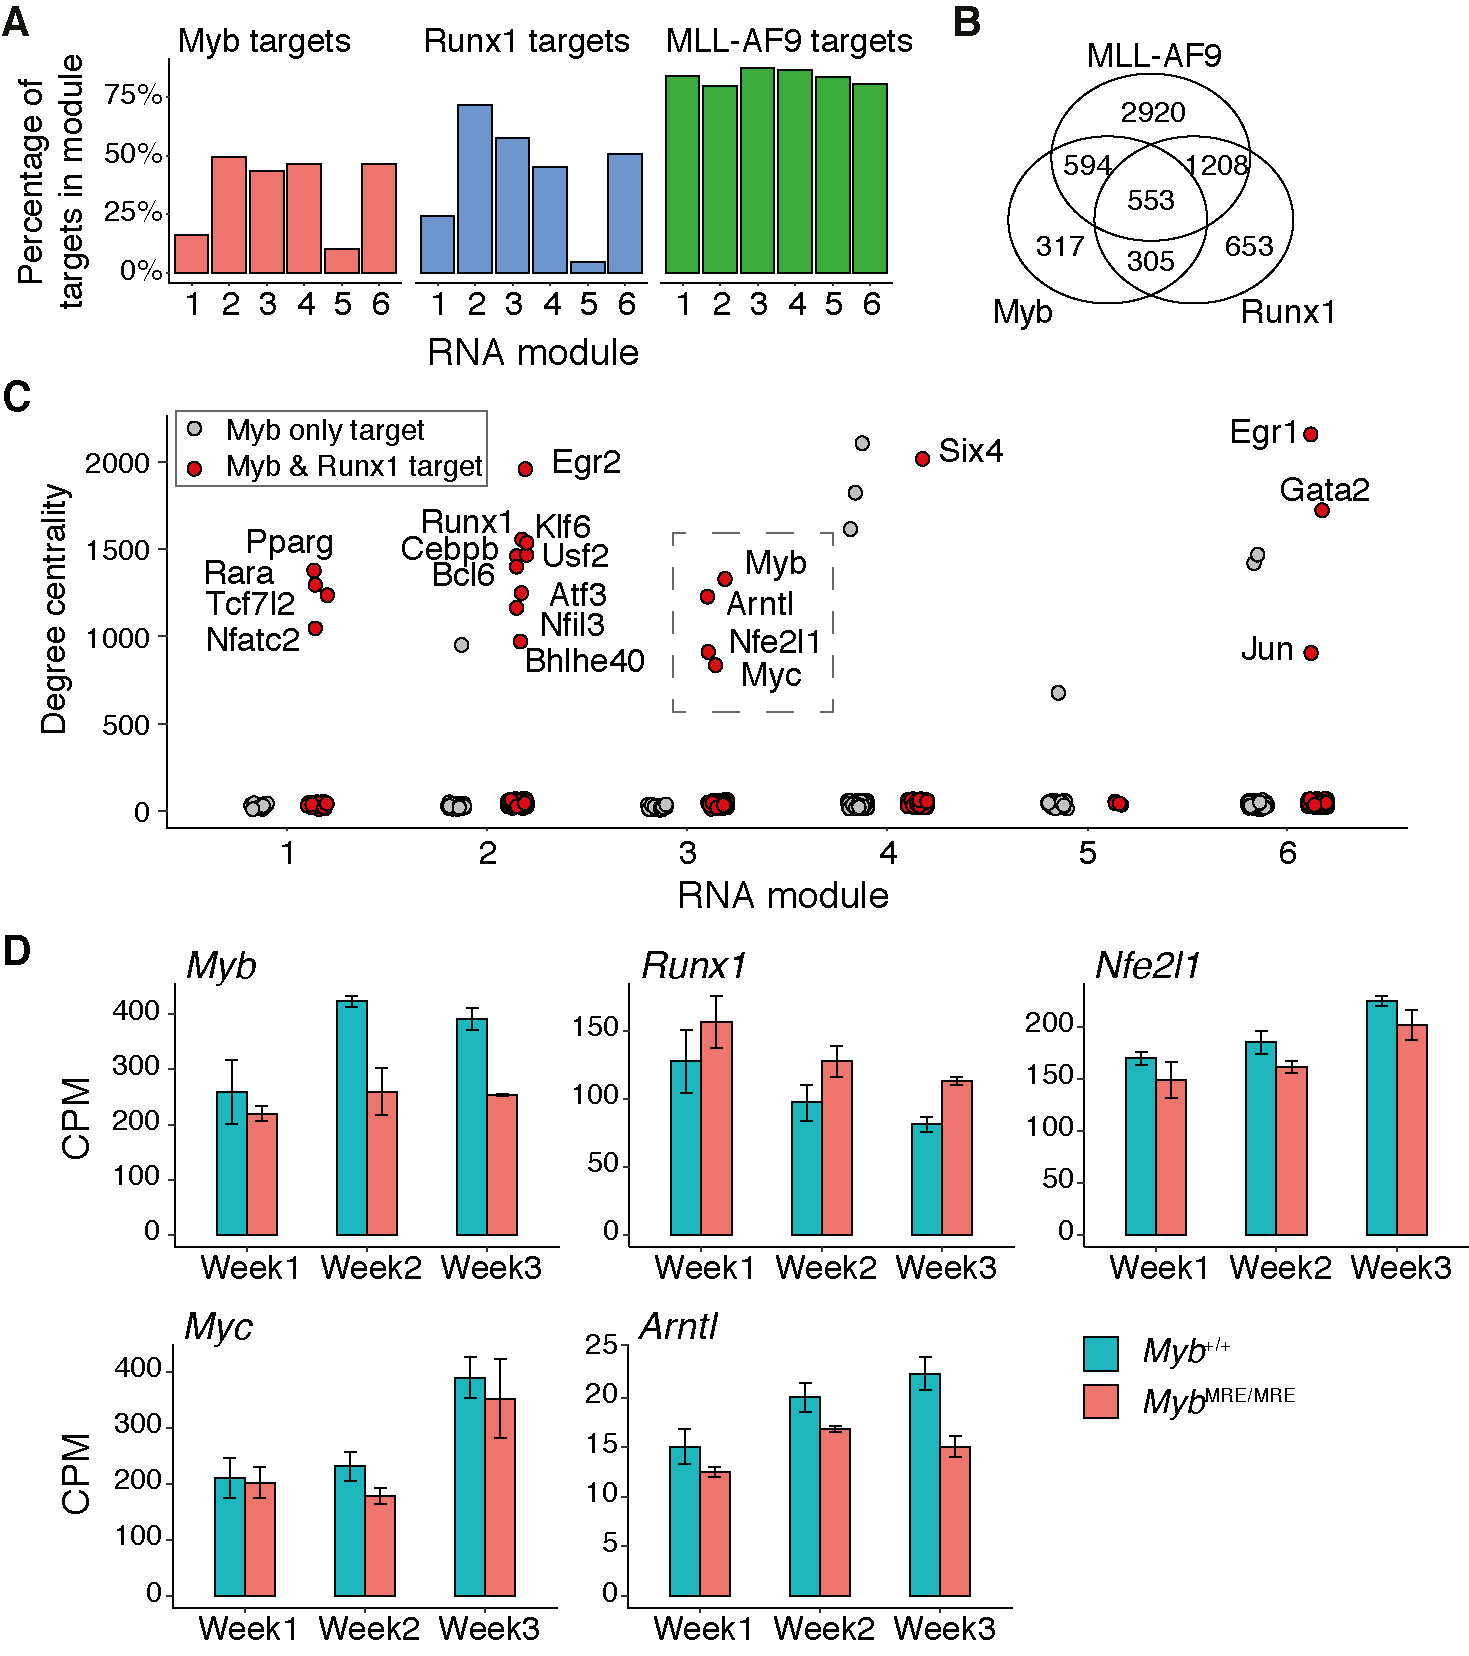 A
Myb targets
Runx1 targets
MLL-AF9 targets
Percentage of
targets in module
75%
50%
25%
0%
1 2 3 4 5 6
1 2 3 4 5 6
1 2 3 4 5 6
RNA module
B
MLL-AF9
2920
594
1208
553
317
653
305
Myb
Runx1
C
Myb only target
Myb & Runx1 target
Degree centrality
2000
1500
1000
500
0
Pparg
Rara
Tcf7l2
Nfatc2
Egr2
Runx1
Klf6
Cebpb
Usf2
Bcl6
Atf3
Nfil3
Bhlhe40
Myb
Arntl
Nfe2l1
Myc
Six4
Egr1
Gata2
Jun
1 2 3 4 5 6
RNA module
D
Myb
CPM
400
300
200
100
0
Week1 Week2 Week3
Runx1
150
100
50
0
Week1 Week2 Week3
Nfe2l1
200
150
100
50
0
Week1 Week2 Week3
Myc
CPM
400
300
200
100
0
Week1 Week2 Week3
Arntl
25
20
15
10
5
0
Week1 Week2 Week3
Myb+/+
MybMRE/MRE